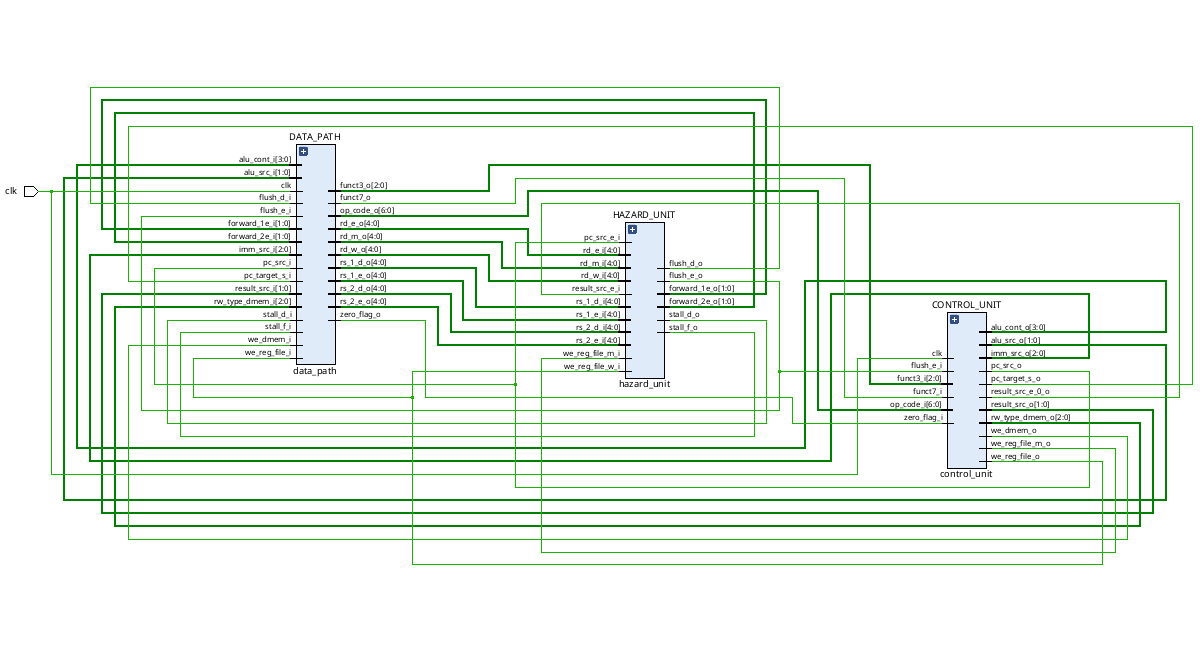 clk
DATA_PATH
alu_cont_i[3:0]
alu_src_i[1:0]
clk
flush_d_i
flush_e_i
forward_1e_i[1:0]
forward_2e_i[1:0]
imm_src_i[2:0]
pc_src_i
pc_target_s_i
result_src_i[1:0]
rw_type_dmem_i[2:0]
stall_d_i
stall_f_i
we_dmem_i
we_reg_file_i
funct3_o[2:0]
funct7_o
op_code_o[6:0]
rd_e_o[4:0]
rd_m_o[4:0]
rd_w_o[4:0]
rs_1_d_o[4:0]
rs_1_e_o[4:0]
rs_2_d_o[4:0]
rs_2_e_o[4:0]
zero_flag_o
data_path
HAZARD_UNIT
pc_src_e_i
rd_e_i[4:0]
rd_m_i[4:0]
rd_w_i[4:0]
result_src_e_i
rs_1_d_i[4:0]
rs_1_e_i[4:0]
rs_2_d_i[4:0]
rs_2_e_i[4:0]
we_reg_file_m_i
we_reg_file_w_i
flush_d_o
flush_e_o
forward_1e_o[1:0]
forward_2e_o[1:0]
stall_d_o
stall_f_o
hazard_unit
CONTROL_UNIT
clk
flush_e_i
funct3_i[2:0]
funct7_i
op_code_i[6:0]
zero_flag_i
alu_cont_o[3:0]
alu_src_o[1:0]
imm_src_o[2:0]
pc_src_o
pc_target_s_o
result_src_e_0_o
result_src_o[1:0]
rw_type_dmem_o[2:0]
we_dmem_o
we_reg_file_m_o
we_reg_file_o
control_unit